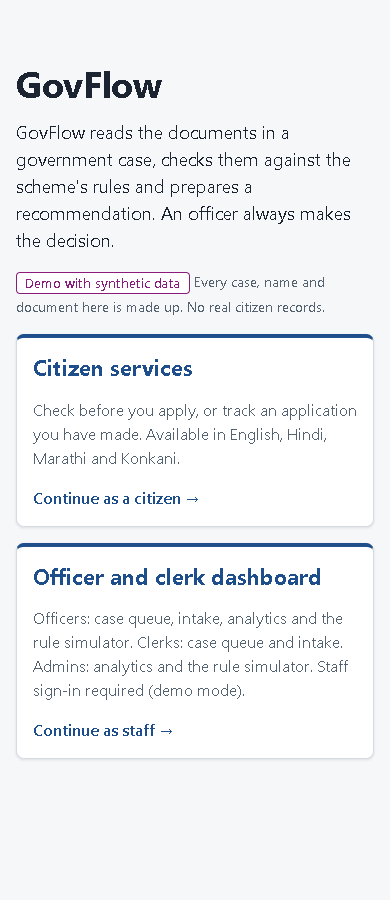 GovFlow
GovFlow reads the documents in a
government case, checks them against the
scheme's rules and prepares a
recommendation. An officer always makes
the decision.
Demo with synthetic data Every case, name and
document here is made up. No real citizen records.
Citizen services
Check before you apply, or track an application
you have made. Available in English, Hindi,
Marathi and Konkani.
Continue as a citizen →
Officer and clerk dashboard
Officers: case queue, intake, analytics and the
rule simulator. Clerks: case queue and intake.
Admins: analytics and the rule simulator. Staff
sign-in required (demo mode).
Continue as staff →